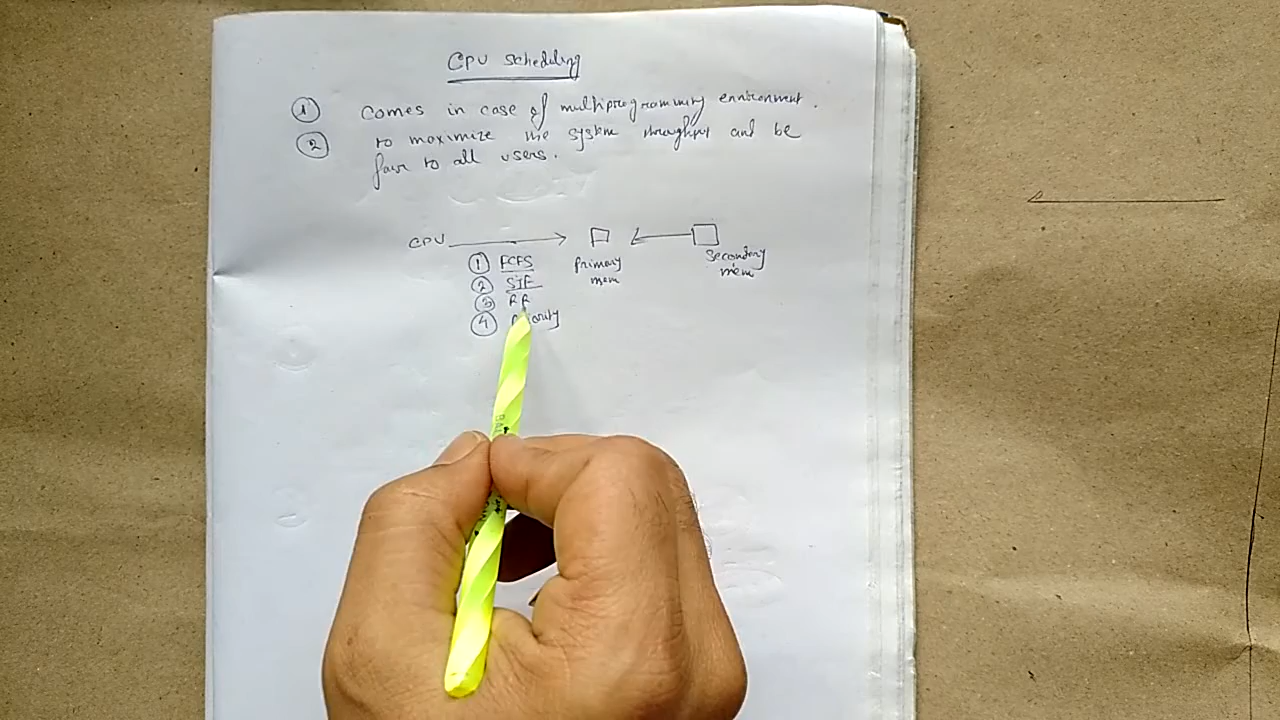 CPU Scheduling
① Comes in case of multiprogramming environment.
② to maximize the system throughput and be
fair to all users.
CPU
Primary
mem
Secondary
mem
① FCFS
② SJF
③ RR
④